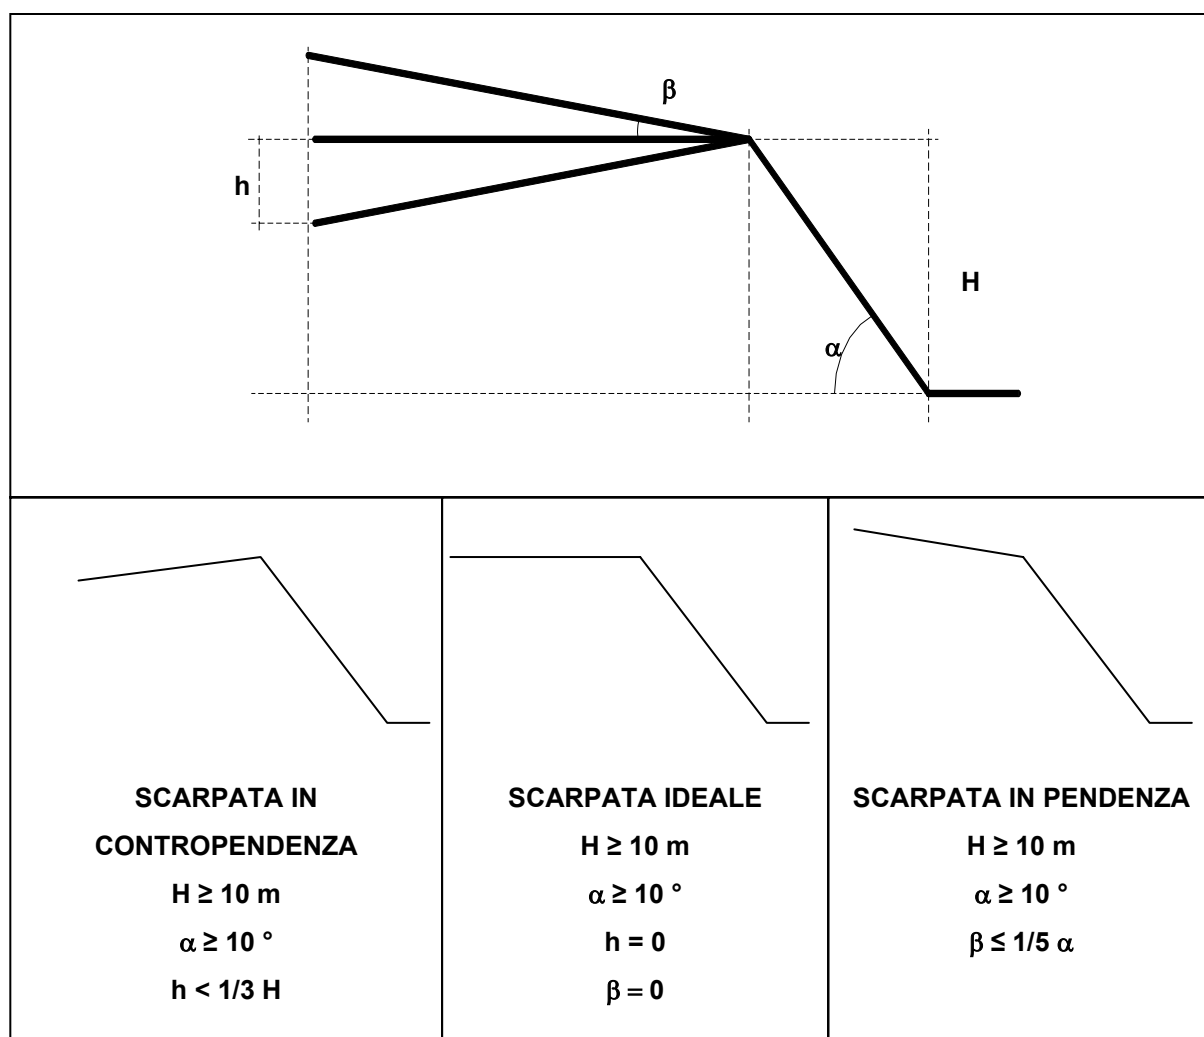 β
h
H
α
SCARPATA IN
CONTROPENDENZA
H ≥ 10 m
α ≥ 10 °
h < 1/3 H
SCARPATA IDEALE
H ≥ 10 m
α ≥ 10 °
h = 0
β = 0
SCARPATA IN PENDENZA
H ≥ 10 m
α ≥ 10 °
β ≤ 1/5 α